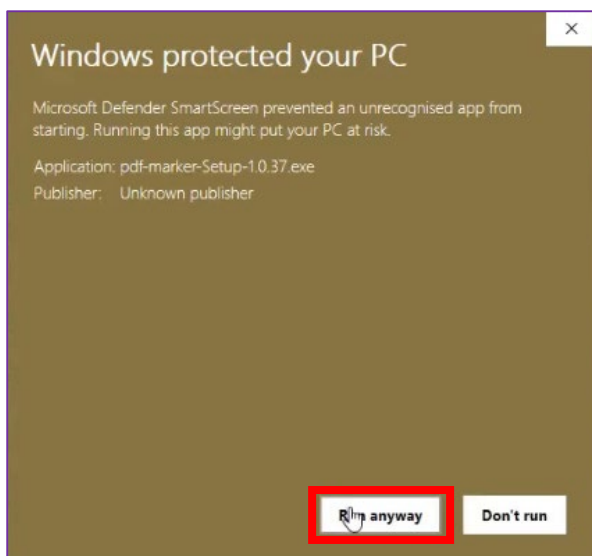 Windows protected your PC
Microsoft Defender SmartScreen prevented an unrecognised app from
starting. Running this app might put your PC at risk.
Application: pdf-marker-Setup-1.0.37.exe
Publisher: Unknown publisher
Run anyway Don't run